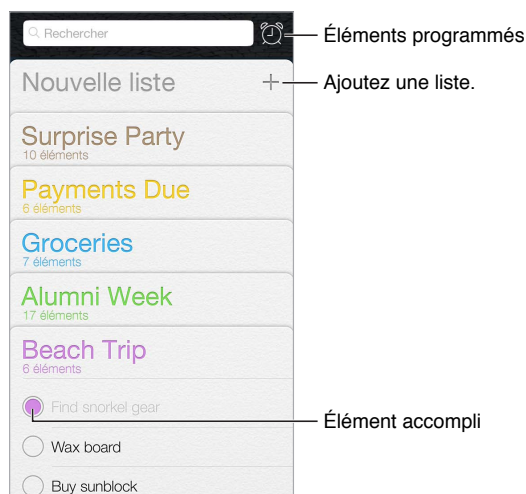 Rechercher
Éléments programmés
Nouvelle liste
Ajoutez une liste.
Surprise Party
10 éléments
Payments Due
6 éléments
Groceries
7 éléments
Alumni Week
17 éléments
Beach Trip
6 éléments
Find snorkel gear
Élément accompli
Wax board
Buy sunblock